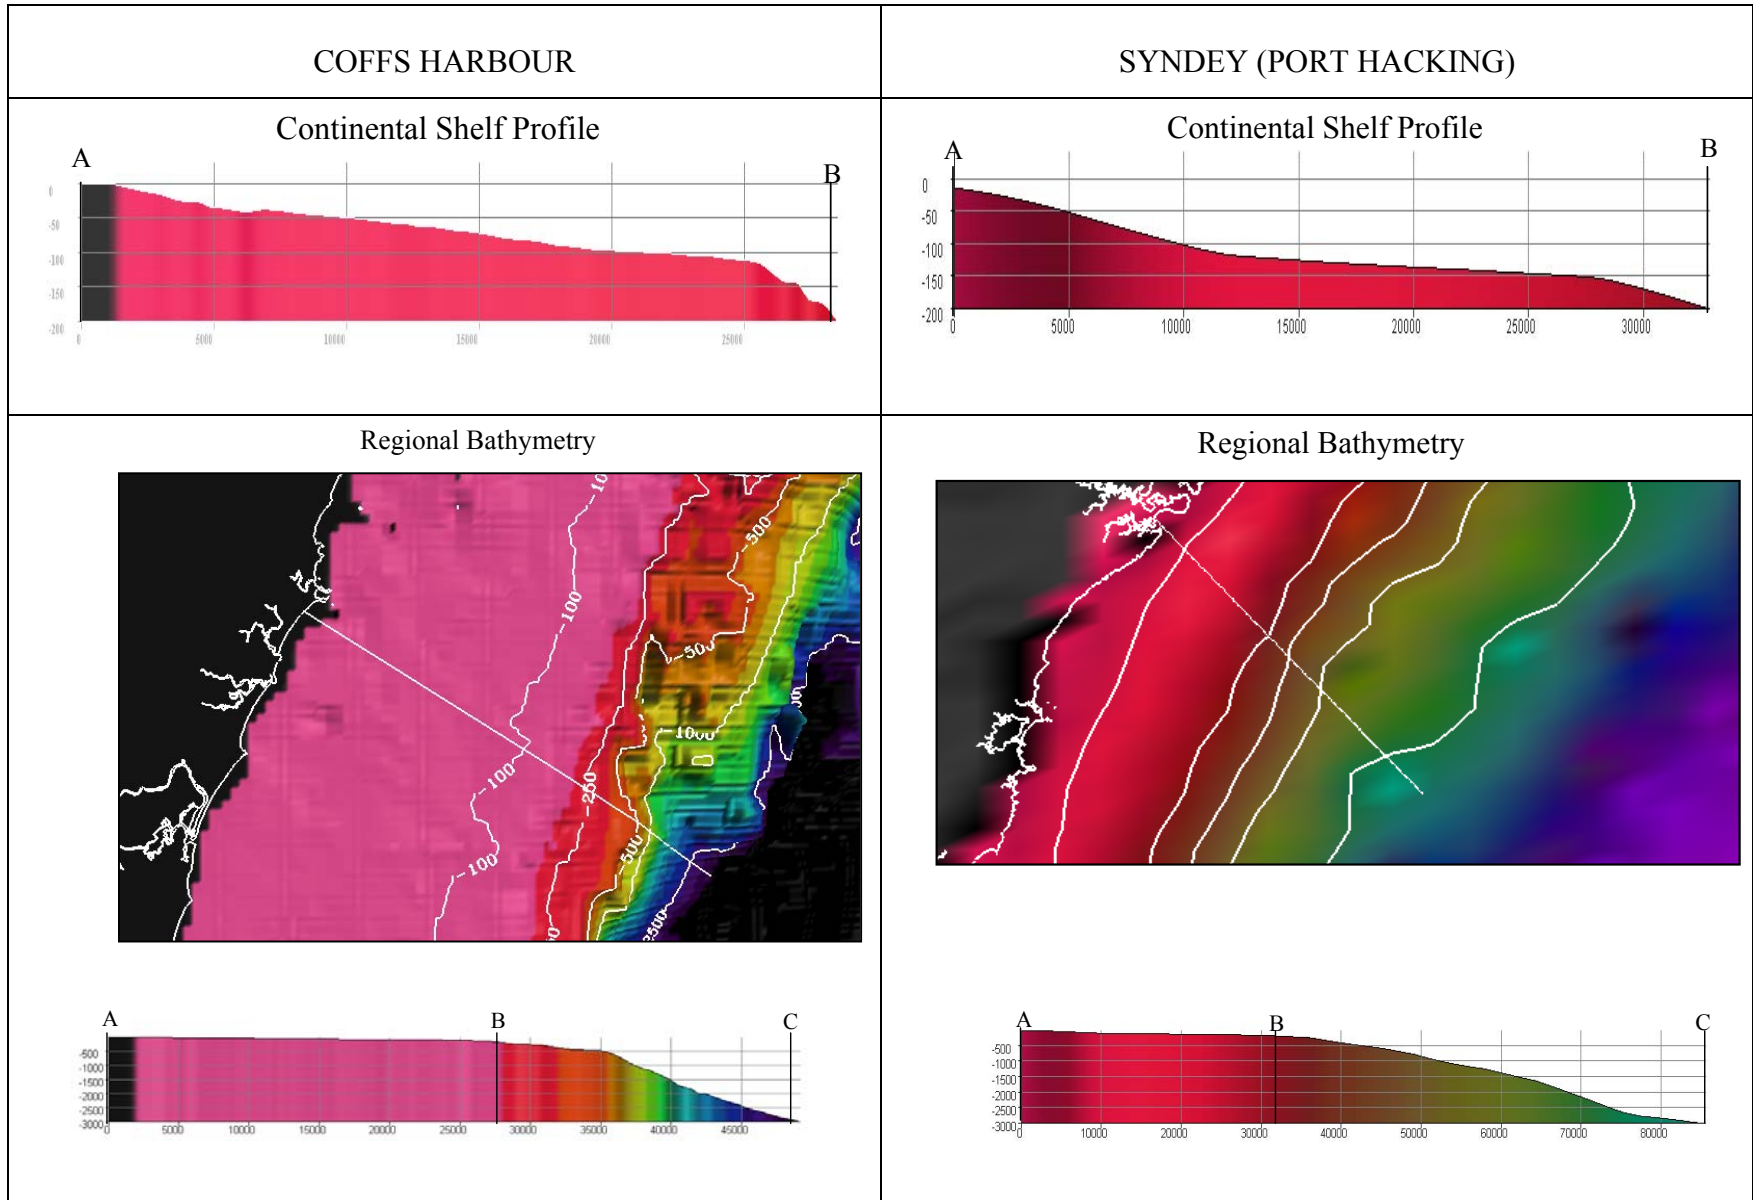 COFFS HARBOUR
SYNDEY (PORT HACKING)
Continental Shelf Profile
A
B
0
-50
-100
-150
-200
0 5000 10000 15000 20000 25000
Continental Shelf Profile
A
B
0
-50
-100
-150
-200
0 5000 10000 15000 20000 25000 30000
Regional Bathymetry
-10
-500
-100
-500
-1000
-100
-250
-500
-100
2500
Regional Bathymetry
A B C
-500
-1000
-1500
-2000
-2500
-3000
0 5000 10000 15000 20000 25000 30000 35000 40000 45000
A B C
-500
-1000
-1500
-2000
-2500
-3000
0 10000 20000 30000 40000 50000 60000 70000 80000